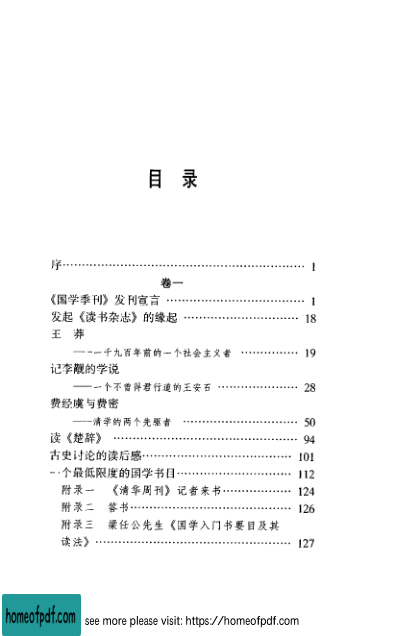 目 录
序…………………………………………………… 1
卷一
《国学季刊》发刊宣言 …………………………… 1
发起《读书杂志》的缘起 ………………………… 18
王 莽
——一千九百年前的一个社会主义者 …………… 19
记李觏的学说
——一个不曾得君行道的王安石 ………………… 28
费经虞与费密
——清学的两个先驱者 …………………………… 50
读《楚辞》 ………………………………………… 94
古史讨论的读后感………………………………… 101
一个最低限度的国学书目………………………… 112
附录一 《清华周刊》记者来书………………… 124
附录二 答书……………………………………… 126
附录三 梁任公先生《国学入门书要目及其
读法》…………………………………………… 127
homeofpdf.com see more please visit: https://homeofpdf.com